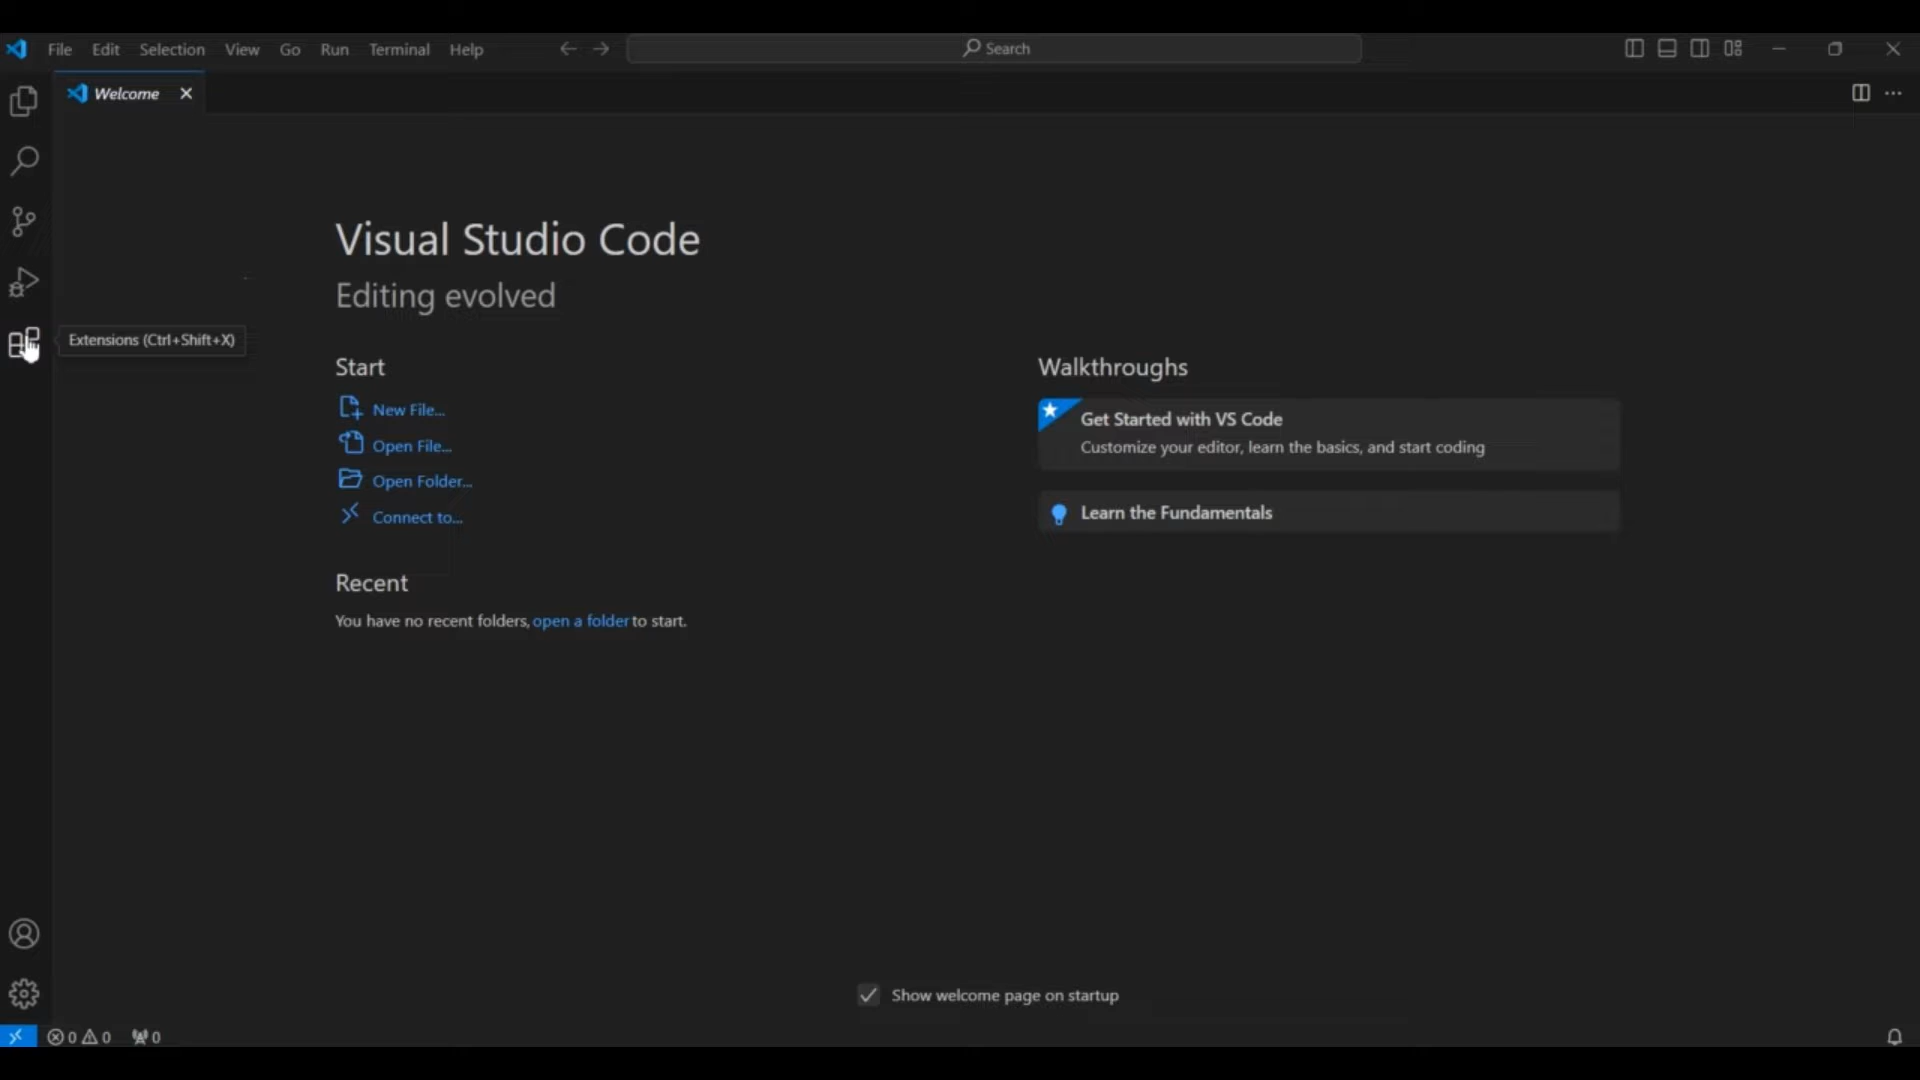 File Edit Selection View Go Run Terminal Help Search
Welcome
Visual Studio Code
Editing evolved
Extensions (Ctrl+Shift+X)
Start
New File...
Open File...
Open Folder...
Connect to...
Recent
You have no recent folders, open a folder to start.
Walkthroughs
Get Started with VS Code
Customize your editor, learn the basics, and start coding
Learn the Fundamentals
Show welcome page on startup
0 0 0